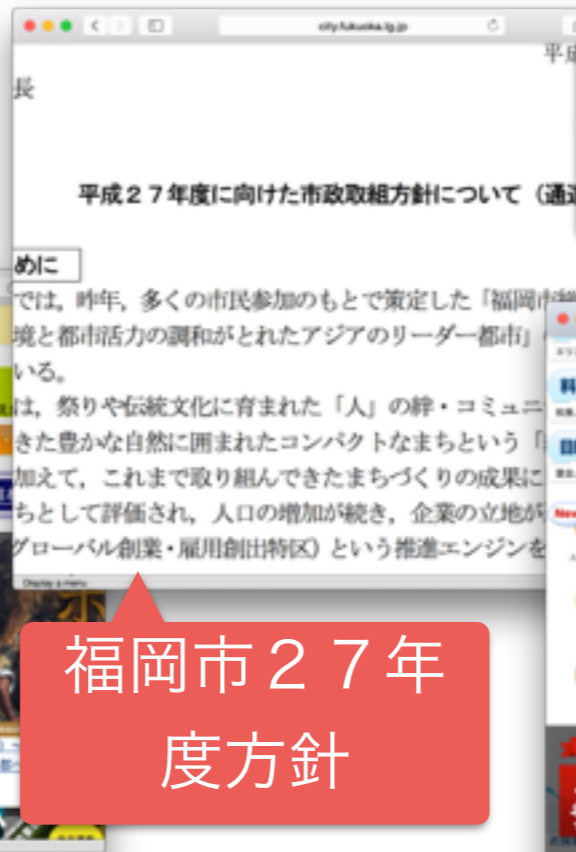 city.fukuoka.lg.jp
平成
長
平成２７年度に向けた市政取組方針について（通達
めに
では，昨年，多くの市民参加のもとで策定した「福岡市
境と都市活力の調和がとれたアジアのリーダー都市」
いる。
は，祭りや伝統文化に育まれた「人」の絆・コミュニ
きた豊かな自然に囲まれたコンパクトなまちという「
加えて，これまで取り組んできたまちづくりの成果に
ちとして評価され，人口の増加が続き，企業の立地が
グローバル創業・雇用創出特区）という推進エンジンを
Display a menu
New
福岡市２７年
度方針